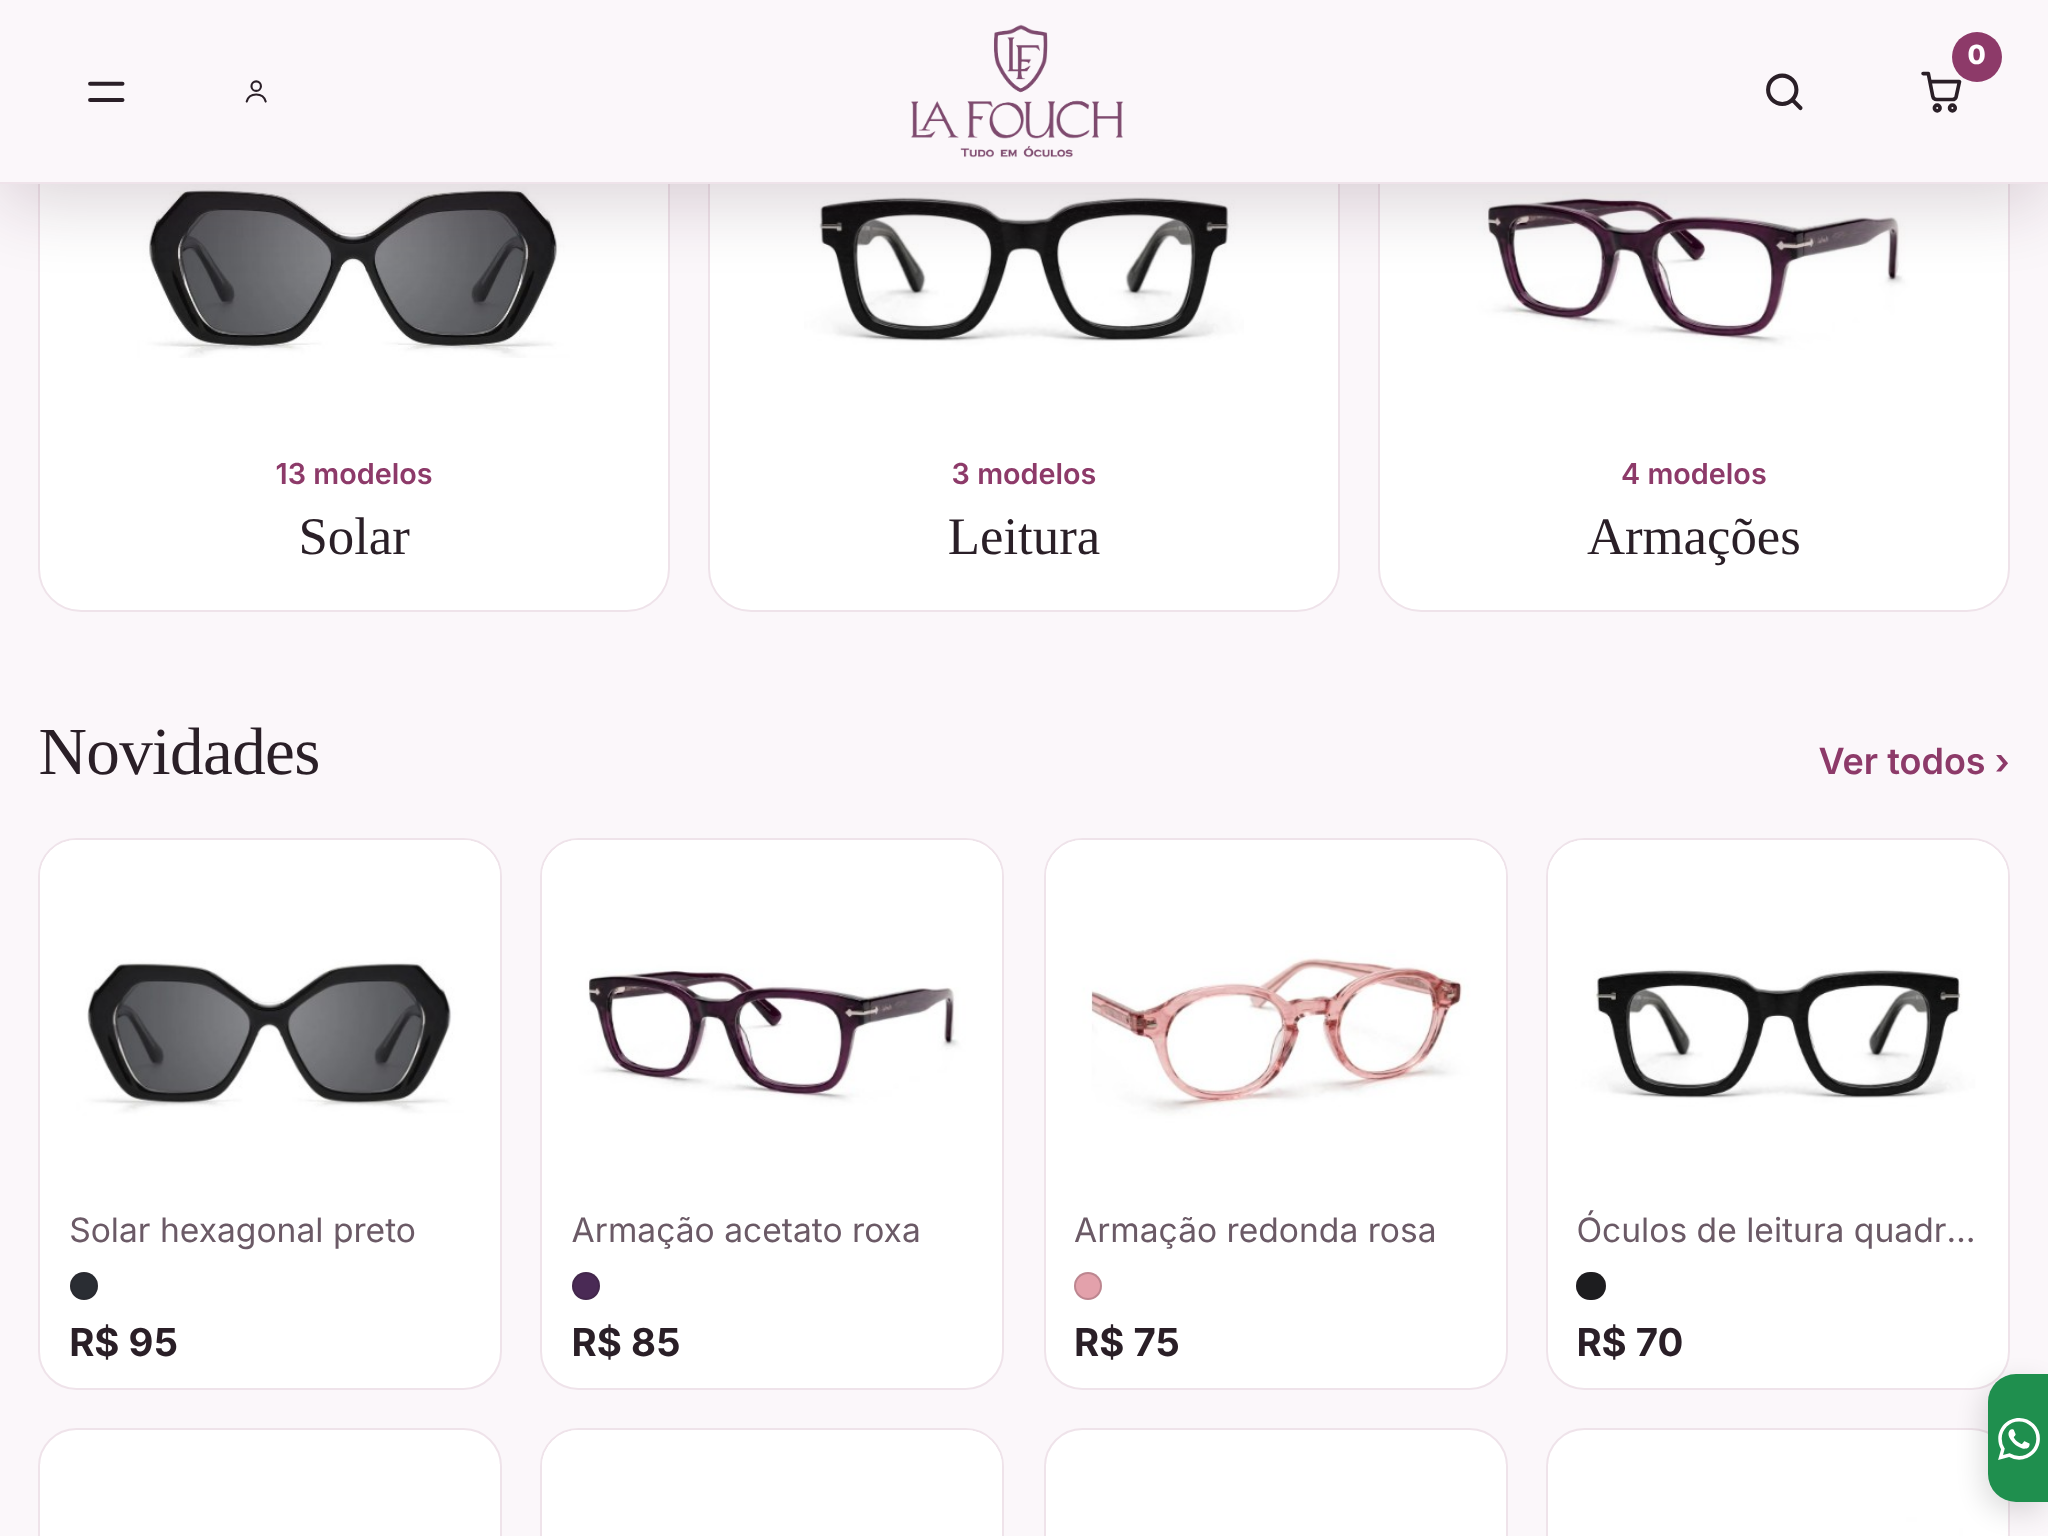 LF
LA FOUCH
TUDO EM ÓCULOS
0
13 modelos
Solar
3 modelos
Leitura
4 modelos
Armações
Novidades
Ver todos ›
Solar hexagonal preto
R$ 95
Armação acetato roxa
R$ 85
Armação redonda rosa
R$ 75
Óculos de leitura quadr...
R$ 70